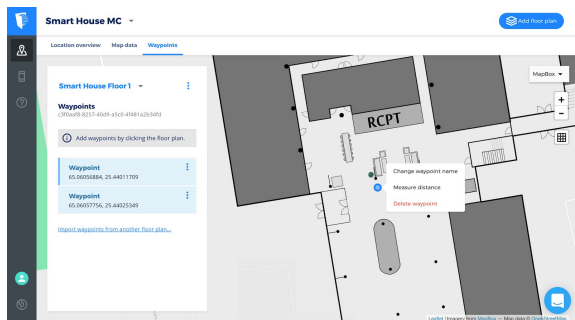 Smart House MC
Add floor plan
Location overview
Map data
Waypoints
Smart House Floor 1
Waypoints
c3f0aaf8-8257-40d9-a5c0-4f481a2b34fd
Add waypoints by clicking the floor plan.
Waypoint
65.06056884, 25.44011709
Waypoint
65.06057756, 25.44025349
Import waypoints from another floor plan...
MapBox
+
-
RCPT
Change waypoint name
Measure distance
Delete waypoint
Leaflet | Imagery from MapBox — Map data © OpenStreetMap